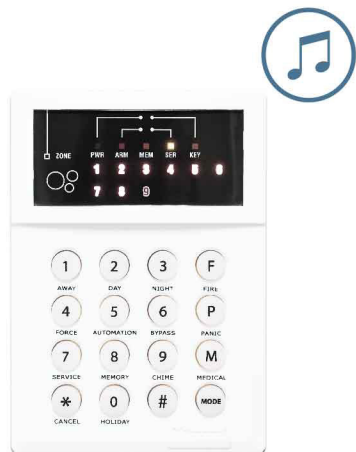 ZONE PWR ARM MEM SER KEY
1 2 3 4 5 6
7 8 9
1 2 3 F
AWAY DAY NIGHT FIRE
4 5 6 P
FORCE AUTOMATION BYPASS PANIC
7 8 9 M
SERVICE MEMORY CHIME MEDICAL
* 0 # MODE
CANCEL HOLIDAY